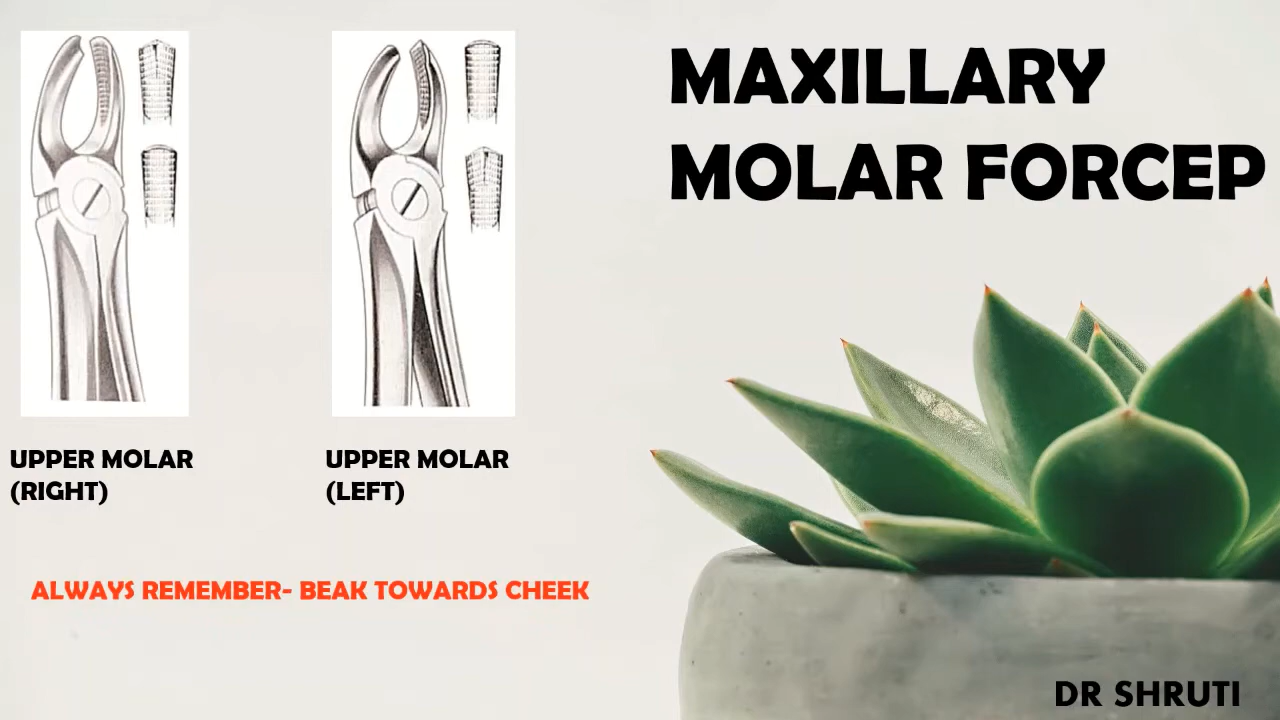 MAXILLARY
MOLAR FORCEP
UPPER MOLAR
(RIGHT)
UPPER MOLAR
(LEFT)
ALWAYS REMEMBER- BEAK TOWARDS CHEEK
DR SHRUTI